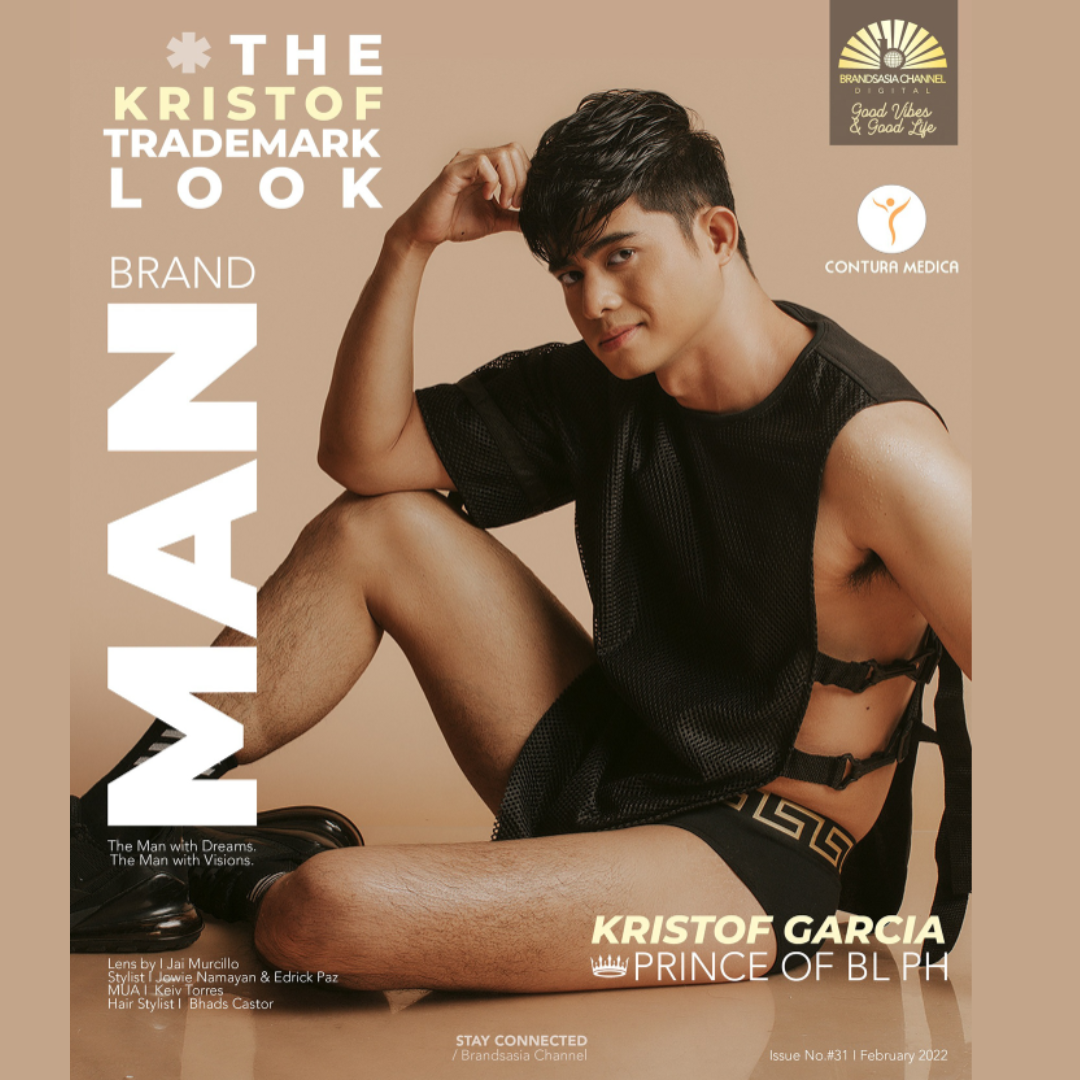 *THE
KRISTOF
TRADEMARK
LOOK
BRANDSASIA CHANNEL
DIGITAL
Good Vibes
& Good Life
CONTURA MEDICA
BRAND
MAN
The Man with Dreams.
The Man with Visions.
KRISTOF GARCIA
PRINCE OF BL PH
Lens by I Jai Murcillo
Stylist I Jowie Namayan & Edrick Paz
MUA I Keiv Torres
Hair Stylist I Bhads Castor
STAY CONNECTED
/ Brandsasia Channel
Issue No.#31 I February 2022